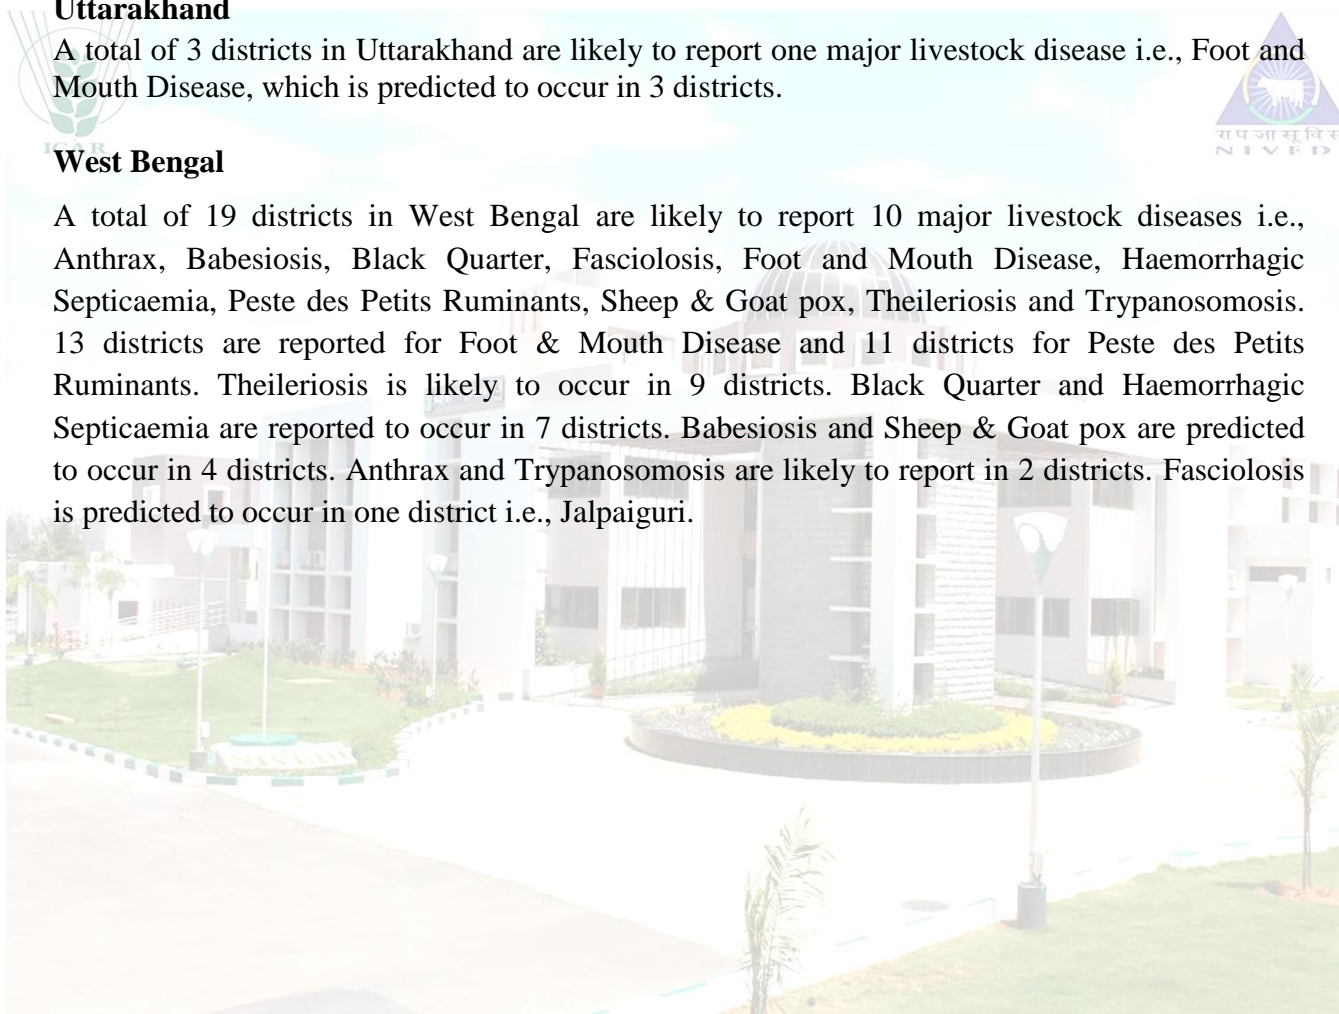 Uttarakhand
A total of 3 districts in Uttarakhand are likely to report one major livestock disease i.e., Foot and
Mouth Disease, which is predicted to occur in 3 districts.
ICAR
NIVED
West Bengal
A total of 19 districts in West Bengal are likely to report 10 major livestock diseases i.e.,
Anthrax, Babesiosis, Black Quarter, Fasciolosis, Foot and Mouth Disease, Haemorrhagic
Septicaemia, Peste des Petits Ruminants, Sheep & Goat pox, Theileriosis and Trypanosomosis.
13 districts are reported for Foot & Mouth Disease and 11 districts for Peste des Petits
Ruminants. Theileriosis is likely to occur in 9 districts. Black Quarter and Haemorrhagic
Septicaemia are reported to occur in 7 districts. Babesiosis and Sheep & Goat pox are predicted
to occur in 4 districts. Anthrax and Trypanosomosis are likely to report in 2 districts. Fasciolosis
is predicted to occur in one district i.e., Jalpaiguri.
NIVEDI